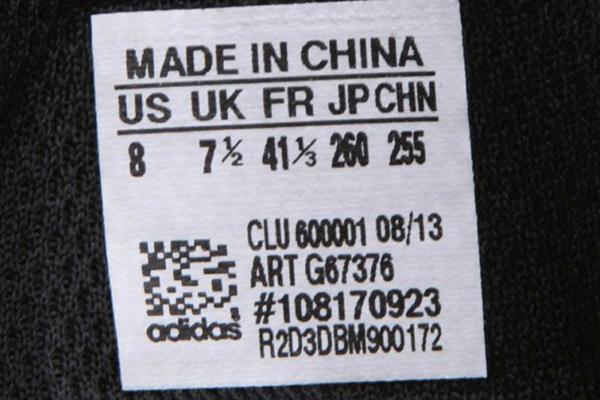 MADE IN CHINA
US UK FR JP CHN
8 7½ 41⅓ 260 255
CLU 600001 08/13
ART G67376
#108170923
adidas
R2D3DBM900172